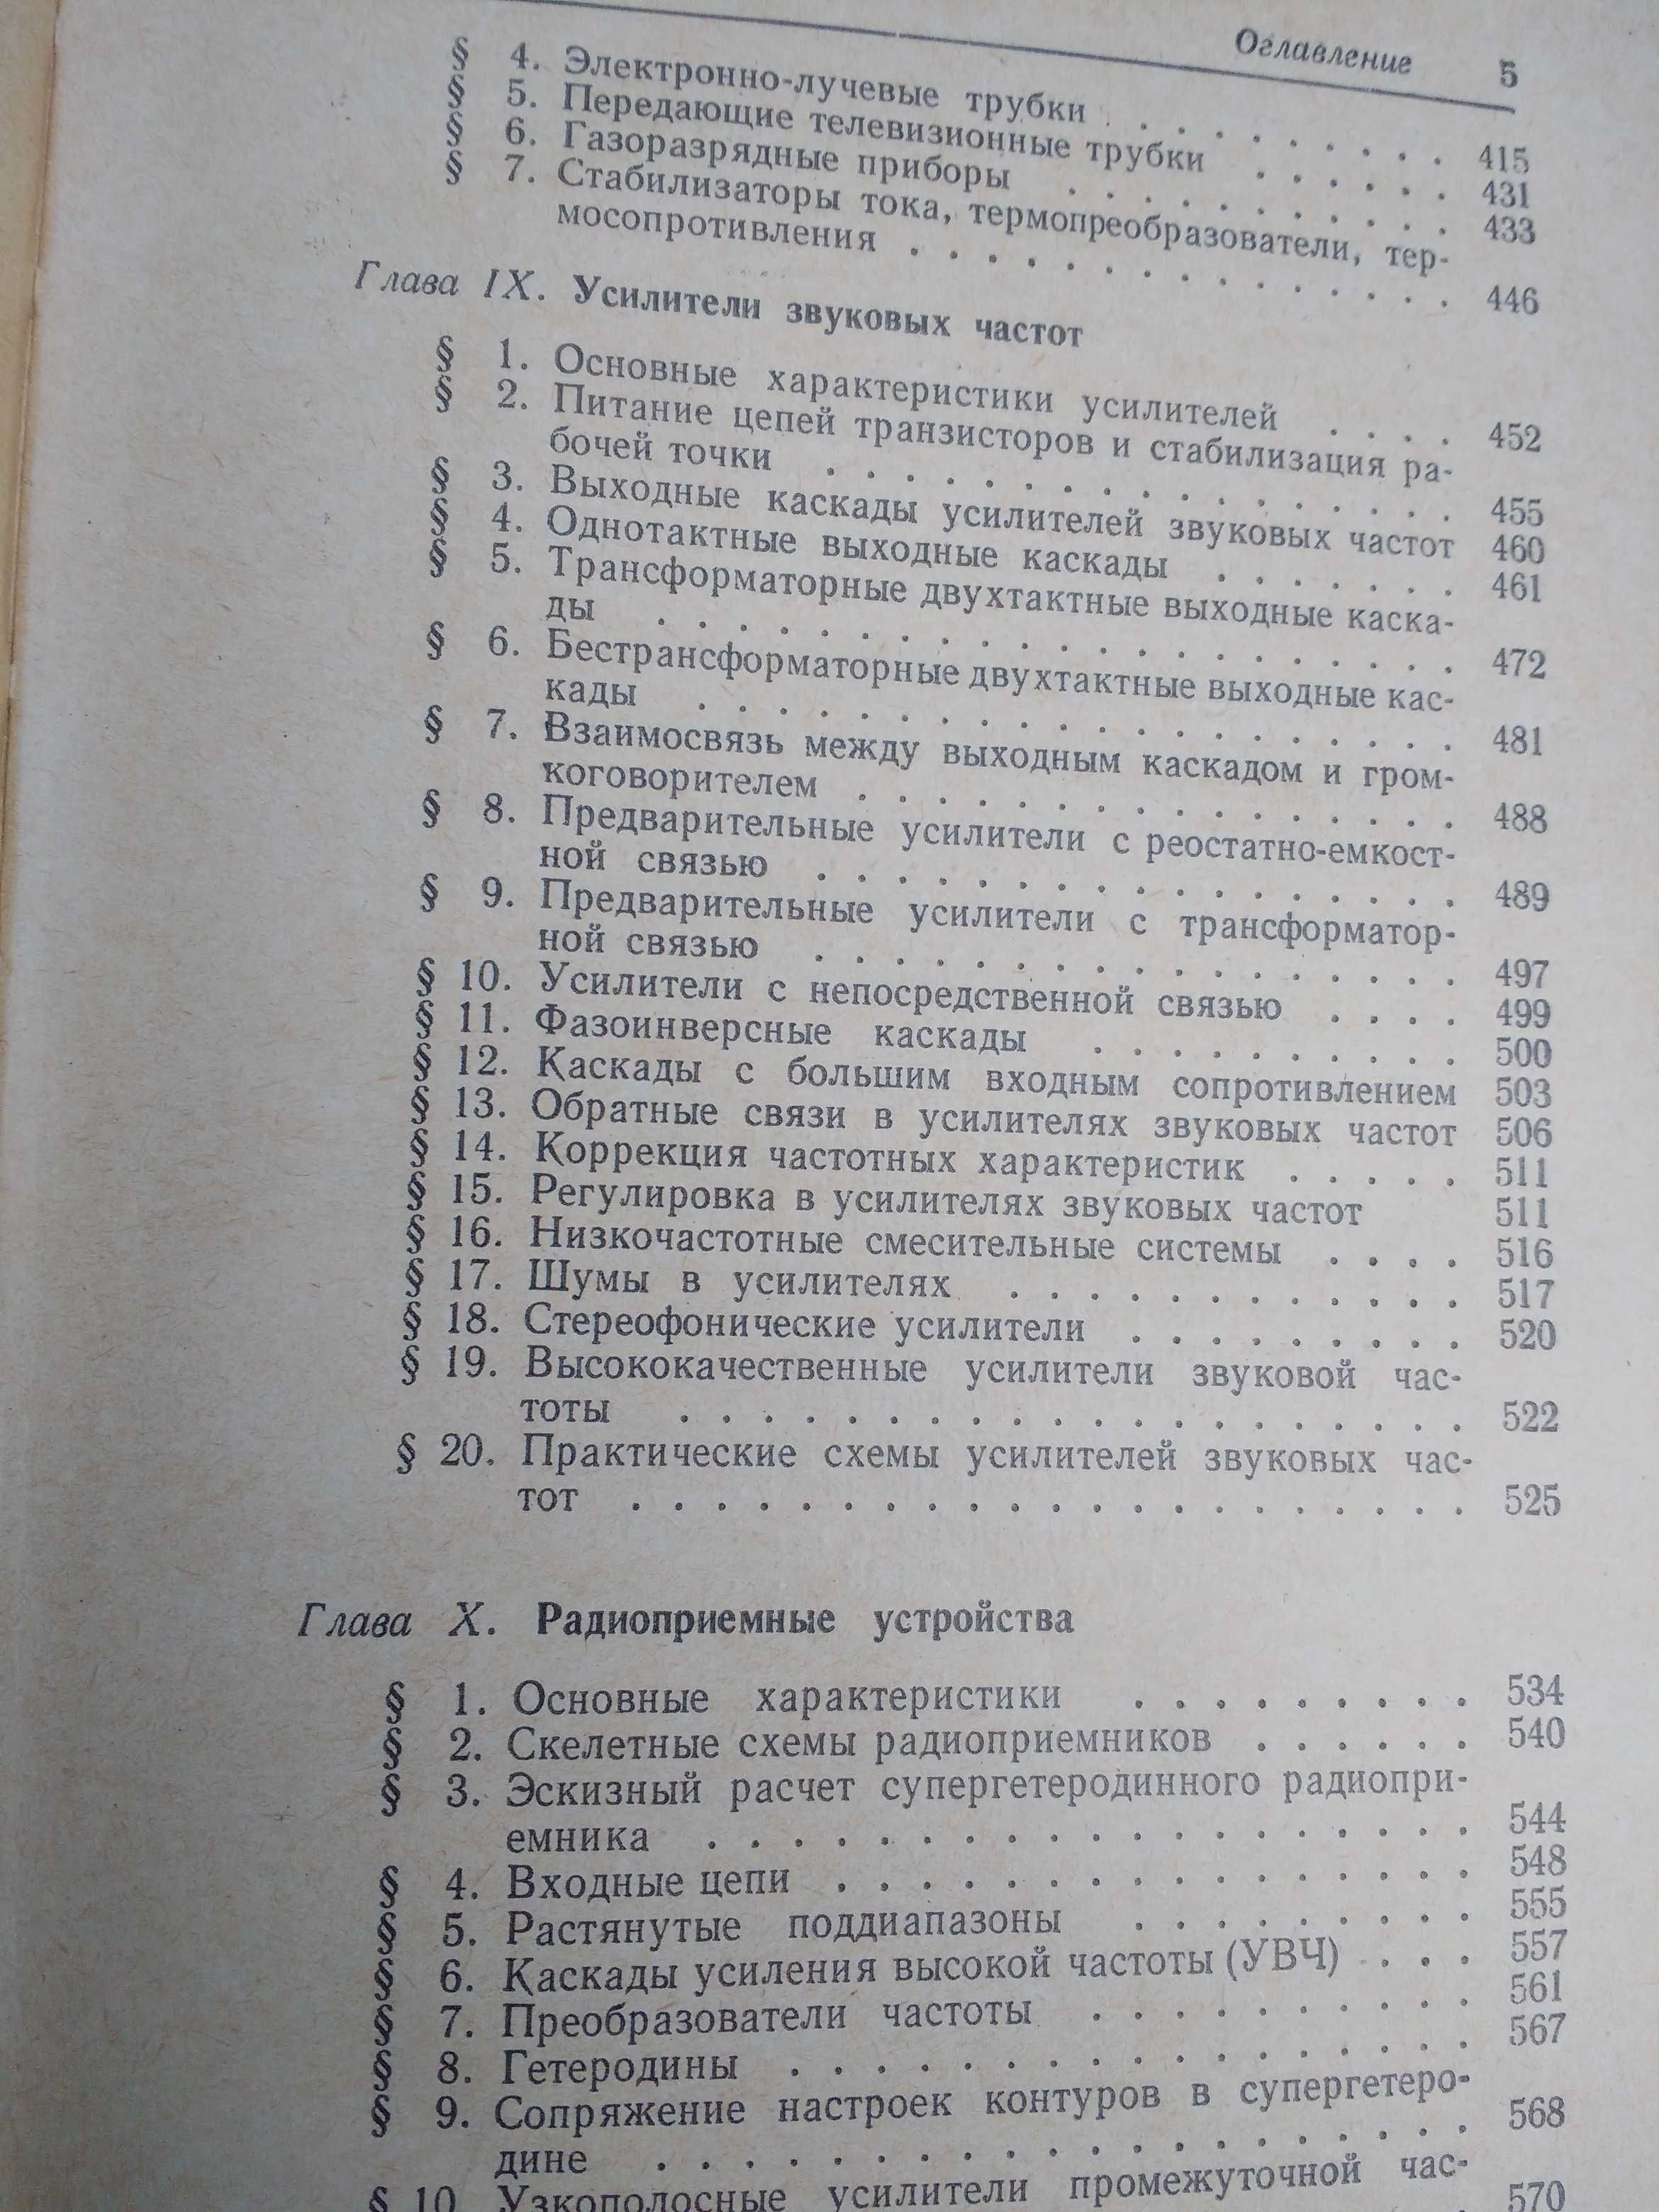 Оглавление 5
§ 4. Электронно-лучевые трубки . . . . . . . . . 415
§ 5. Передающие телевизионные трубки . . . . . . 431
§ 6. Газоразрядные приборы . . . . . . . . . . 433
§ 7. Стабилизаторы тока, термопреобразователи, тер-
мосопротивления . . . . . . . . . . . . . . 446
Глава IX. Усилители звуковых частот
§ 1. Основные характеристики усилителей . . . . 452
§ 2. Питание цепей транзисторов и стабилизация ра-
бочей точки . . . . . . . . . . . . . . . . 455
§ 3. Выходные каскады усилителей звуковых частот 460
§ 4. Однотактные выходные каскады . . . . . . 461
§ 5. Трансформаторные двухтактные выходные каска-
ды . . . . . . . . . . . . . . . . . . . . 472
§ 6. Бестрансформаторные двухтактные выходные кас-
кады . . . . . . . . . . . . . . . . . . . 481
§ 7. Взаимосвязь между выходным каскадом и гром-
коговорителем . . . . . . . . . . . . . . . 488
§ 8. Предварительные усилители с реостатно-емкост-
ной связью . . . . . . . . . . . . . . . . 489
§ 9. Предварительные усилители с трансформатор-
ной связью . . . . . . . . . . . . . . . . 497
§ 10. Усилители с непосредственной связью . . . . 499
§ 11. Фазоинверсные каскады . . . . . . . . . . 500
§ 12. Каскады с большим входным сопротивлением 503
§ 13. Обратные связи в усилителях звуковых частот 506
§ 14. Коррекция частотных характеристик . . . . . 511
§ 15. Регулировка в усилителях звуковых частот 511
§ 16. Низкочастотные смесительные системы . . . . 516
§ 17. Шумы в усилителях . . . . . . . . . . . . 517
§ 18. Стереофонические усилители . . . . . . . . . 520
§ 19. Высококачественные усилители звуковой час-
тоты . . . . . . . . . . . . . . . . . . . 522
§ 20. Практические схемы усилителей звуковых час-
тот . . . . . . . . . . . . . . . . . . . . 525
Глава X. Радиоприемные устройства
§ 1. Основные характеристики . . . . . . . . . 534
§ 2. Скелетные схемы радиоприемников . . . . . . 540
§ 3. Эскизный расчет супергетеродинного радиопри-
емника . . . . . . . . . . . . . . . . . . 544
§ 4. Входные цепи . . . . . . . . . . . . . . . 548
§ 5. Растянутые поддиапазоны . . . . . . . . . 555
§ 6. Каскады усиления высокой частоты (УВЧ) . . . 557
§ 7. Преобразователи частоты . . . . . . . . . . 561
§ 8. Гетеродины . . . . . . . . . . . . . . . . 567
§ 9. Сопряжение настроек контуров в супергетеро-
дине . . . . . . . . . . . . . . . . . . . 568
§ 10 Узкополосные усилители промежуточной час-
570